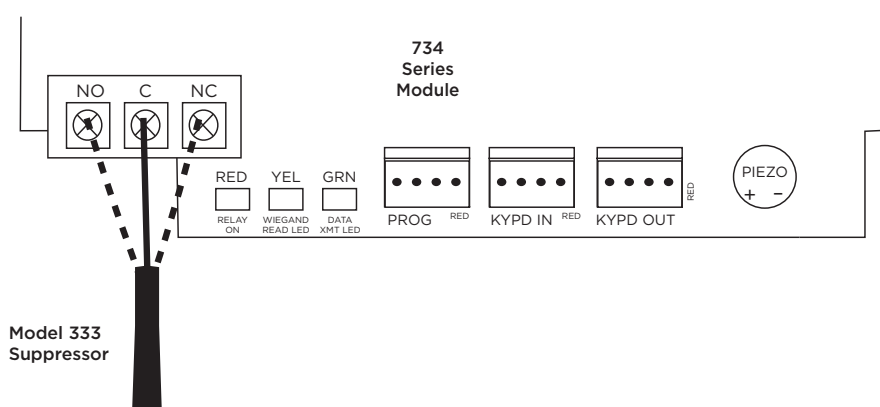 734
Series
Module
NO C NC
RED YEL GRN
RELAY
ON
WIEGAND
READ LED
DATA
XMT LED
PROG RED
KYPD IN RED
KYPD OUT RED
PIEZO
+ −
Model 333
Suppressor